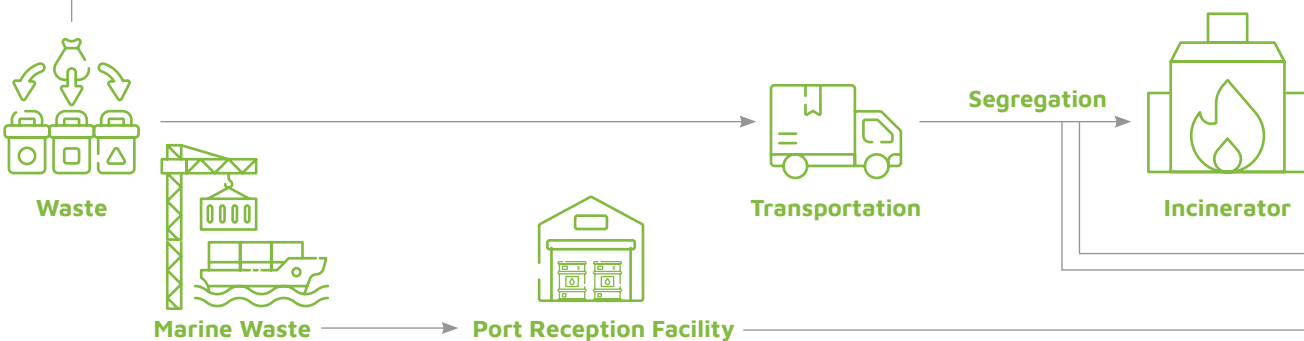 Segregation
Waste
Transportation
Incinerator
Marine Waste
Port Reception Facility